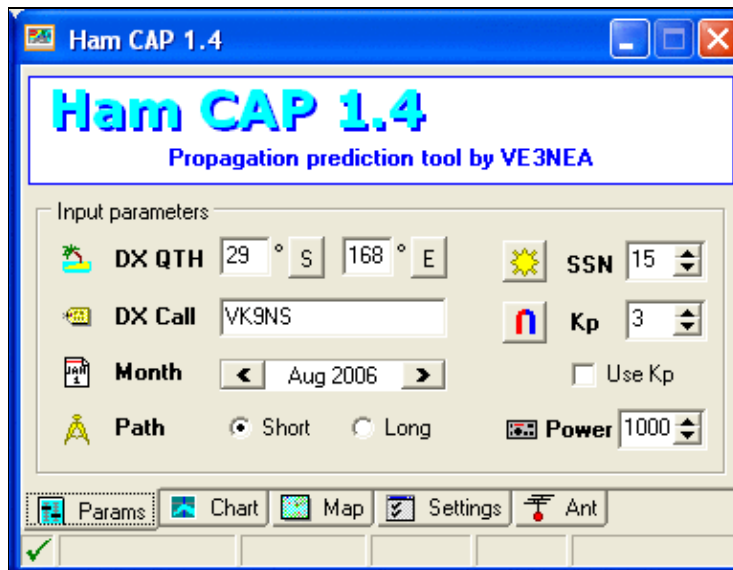 Ham CAP 1.4
Ham CAP 1.4
Propagation prediction tool by VE3NEA
Input parameters
DX QTH 29 ° S 168 ° E SSN 15
DX Call VK9NS Kp 3
JAN 1 Month < Aug 2006 > Use Kp
Path Short Long Power 1000
Params Chart Map Settings Ant